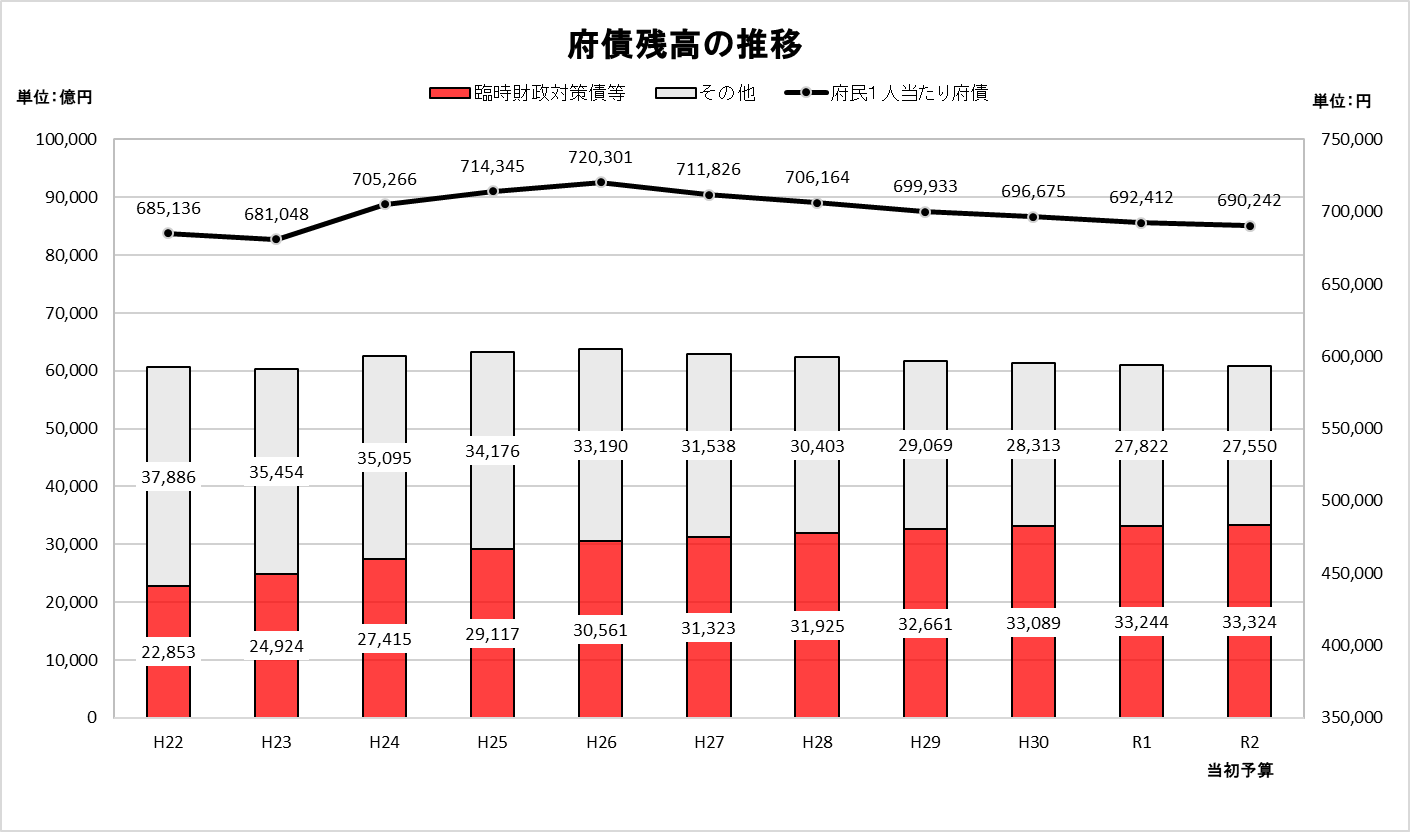 府債残高の推移
臨時財政対策債等 その他 府民1人当たり府債
単位：億円
単位：円
100,000
90,000
80,000
70,000
60,000
50,000
40,000
30,000
20,000
10,000
0
750,000
700,000
650,000
600,000
550,000
500,000
450,000
400,000
350,000
685,136 681,048 705,266 714,345 720,301 711,826 706,164 699,933 696,675 692,412 690,242
37,886 35,454 35,095 34,176 33,190 31,538 30,403 29,069 28,313 27,822 27,550
22,853 24,924 27,415 29,117 30,561 31,323 31,925 32,661 33,089 33,244 33,324
H22 H23 H24 H25 H26 H27 H28 H29 H30 R1 R2
当初予算